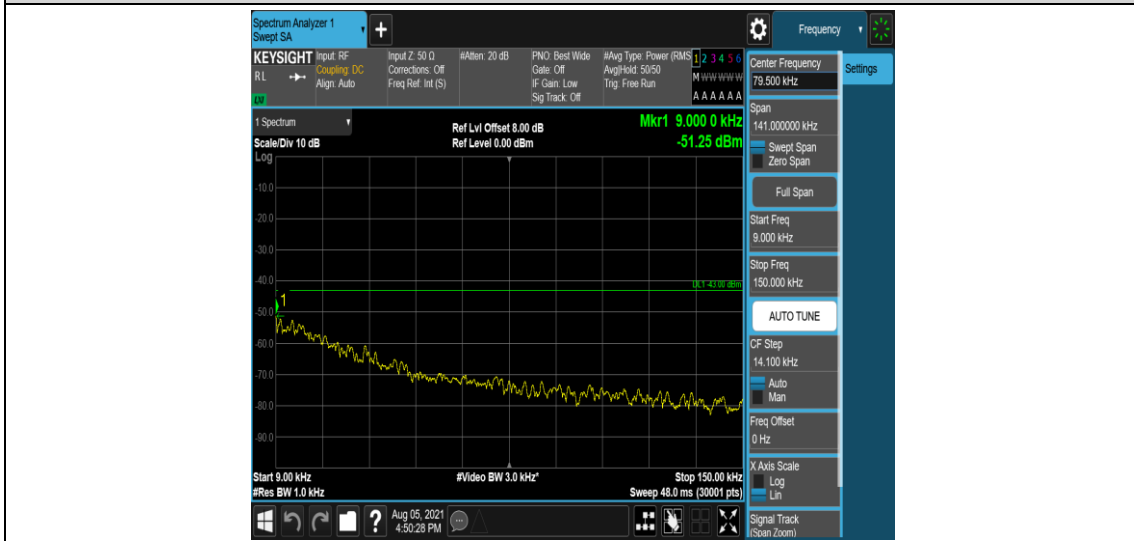 Spectrum Analyzer 1
Swept SA
+
Frequency
KEYSIGHT
R L
LXI
Input: RF
Coupling: DC
Align: Auto
Input Z: 50 Ω
Corrections: Off
Freq Ref: Int (S)
#Atten: 20 dB
PNO: Best Wide
Gate: Off
IF Gain: Low
Sig Track: Off
#Avg Type: Power (RMS
Avg|Hold: 50/50
Trig: Free Run
1 2 3 4 5 6
M W W W W W
A A A A A A
1 Spectrum
Scale/Div 10 dB
Log
Ref Lvl Offset 8.00 dB
Ref Level 0.00 dBm
Mkr1 9.000 0 kHz
-51.25 dBm
-10.0
-20.0
-30.0
-40.0
DL1 -43.00 dBm
1
-50.0
-60.0
-70.0
-80.0
-90.0
Start 9.00 kHz
#Res BW 1.0 kHz
#Video BW 3.0 kHz*
Stop 150.00 kHz
Sweep 48.0 ms (30001 pts)
?
Aug 05, 2021
4:50:28 PM
Center Frequency
79.500 kHz
Settings
Span
141.000000 kHz
Swept Span
Zero Span
Full Span
Start Freq
9.000 kHz
Stop Freq
150.000 kHz
AUTO TUNE
CF Step
14.100 kHz
Auto
Man
Freq Offset
0 Hz
X Axis Scale
Log
Lin
Signal Track
(Span Zoom)